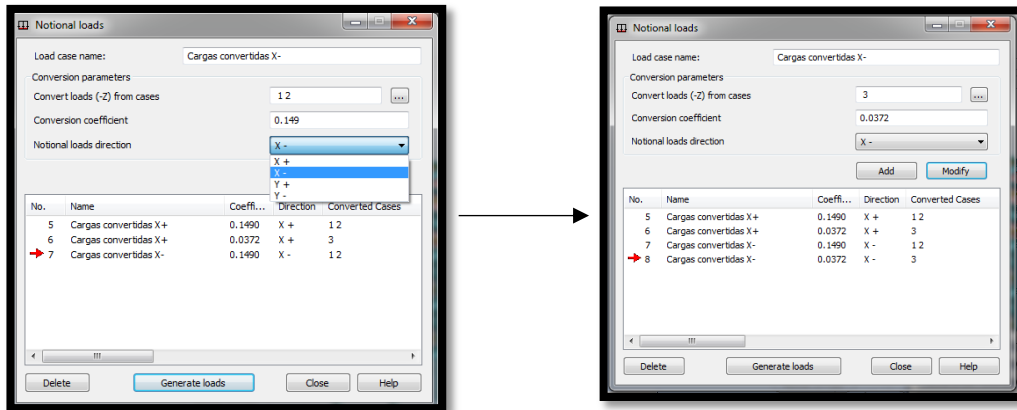 Notional loads
Load case name: Cargas convertidas X-
Conversion parameters
Convert loads (-Z) from cases 1 2 ...
Conversion coefficient 0.149
Notional loads direction X -
X +
X -
Y +
Y -
No. Name Coeffi... Direction Converted Cases
5 Cargas convertidas X+ 0.1490 X + 1 2
6 Cargas convertidas X+ 0.0372 X + 3
7 Cargas convertidas X- 0.1490 X - 1 2
Delete Generate loads Close Help
Notional loads
Load case name: Cargas convertidas X-
Conversion parameters
Convert loads (-Z) from cases 3 ...
Conversion coefficient 0.0372
Notional loads direction X -
Add Modify
No. Name Coeffi... Direction Converted Cases
5 Cargas convertidas X+ 0.1490 X + 1 2
6 Cargas convertidas X+ 0.0372 X + 3
7 Cargas convertidas X- 0.1490 X - 1 2
8 Cargas convertidas X- 0.0372 X - 3
Delete Generate loads Close Help